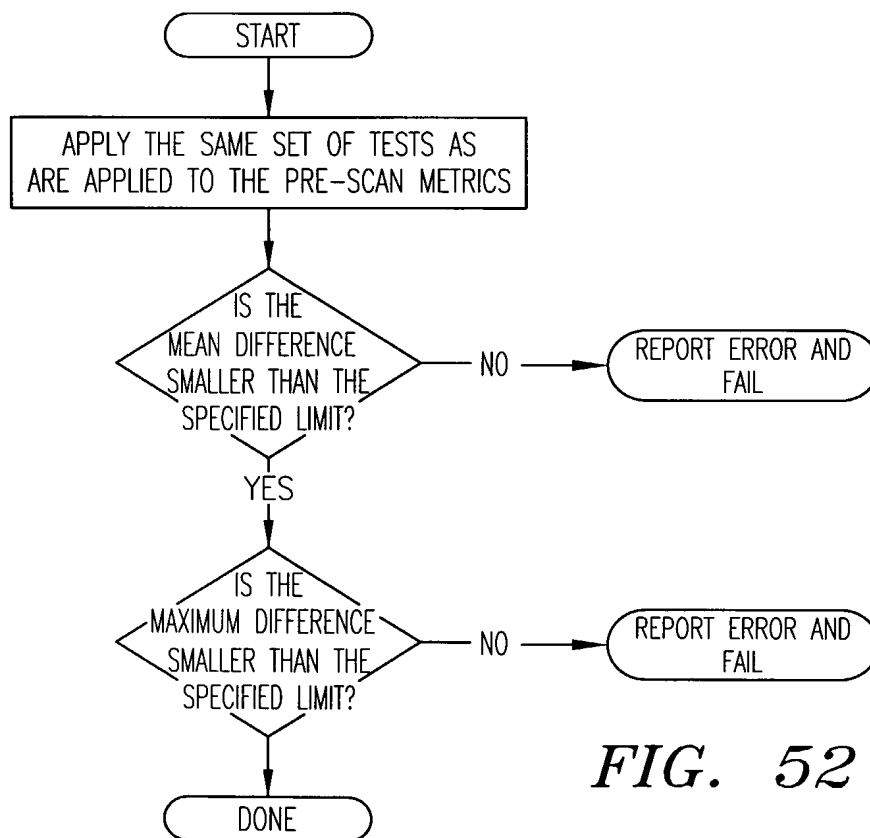 START
APPLY THE SAME SET OF TESTS AS
ARE APPLIED TO THE PRE-SCAN METRICS
IS THE
MEAN DIFFERENCE
SMALLER THAN THE
SPECIFIED LIMIT?
NO
REPORT ERROR AND
FAIL
YES
IS THE
MAXIMUM DIFFERENCE
SMALLER THAN THE
SPECIFIED LIMIT?
NO
REPORT ERROR AND
FAIL
DONE
FIG. 52